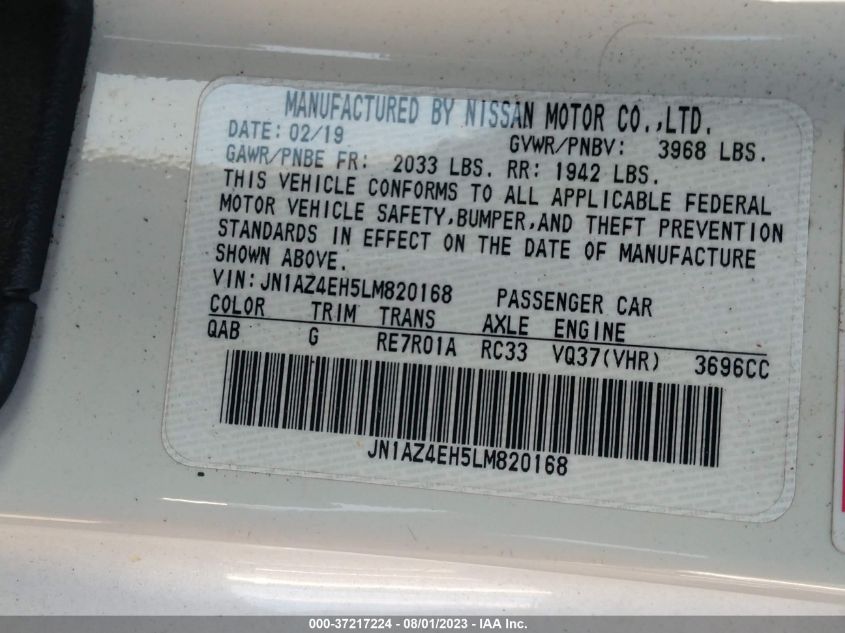 MANUFACTURED BY NISSAN MOTOR CO.,LTD.
DATE: 02/19 GVWR/PNBV: 3968 LBS.
GAWR/PNBE FR: 2033 LBS. RR: 1942 LBS.
THIS VEHICLE CONFORMS TO ALL APPLICABLE FEDERAL
MOTOR VEHICLE SAFETY,BUMPER,AND THEFT PREVENTION
STANDARDS IN EFFECT ON THE DATE OF MANUFACTURE
SHOWN ABOVE.
VIN:JN1AZ4EH5LM820168 PASSENGER CAR
COLOR TRIM TRANS AXLE ENGINE
QAB G RE7R01A RC33 VQ37(VHR) 3696CC
JN1AZ4EH5LM820168
000-37217224 - 08/01/2023 - IAA Inc.